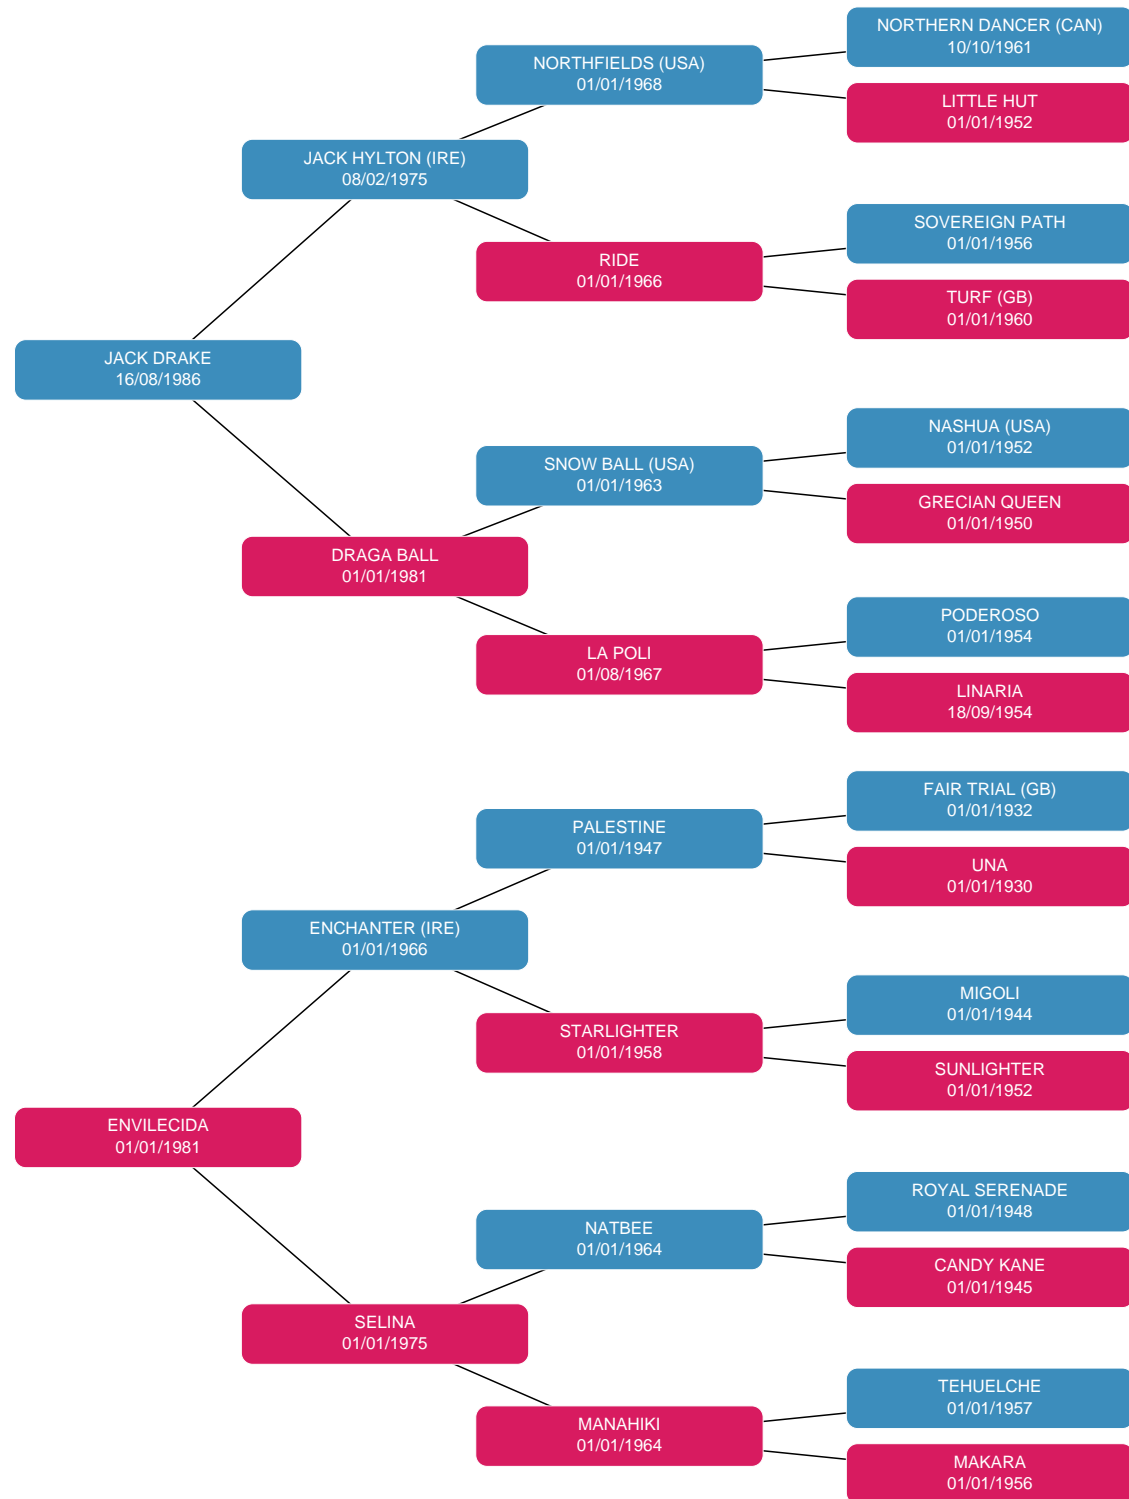 NORTHERN DANCER (CAN)
10/10/1961
NORTHFIELDS (USA)
01/01/1968
LITTLE HUT
01/01/1952
JACK HYLTON (IRE)
08/02/1975
SOVEREIGN PATH
01/01/1956
RIDE
01/01/1966
TURF (GB)
01/01/1960
JACK DRAKE
16/08/1986
NASHUA (USA)
01/01/1952
SNOW BALL (USA)
01/01/1963
GRECIAN QUEEN
01/01/1950
DRAGA BALL
01/01/1981
PODEROSO
01/01/1954
LA POLI
01/08/1967
LINARIA
18/09/1954
FAIR TRIAL (GB)
01/01/1932
PALESTINE
01/01/1947
UNA
01/01/1930
ENCHANTER (IRE)
01/01/1966
MIGOLI
01/01/1944
STARLIGHTER
01/01/1958
SUNLIGHTER
01/01/1952
ENVILECIDA
01/01/1981
ROYAL SERENADE
01/01/1948
NATBEE
01/01/1964
CANDY KANE
01/01/1945
SELINA
01/01/1975
TEHUELCHE
01/01/1957
MANAHIKI
01/01/1964
MAKARA
01/01/1956